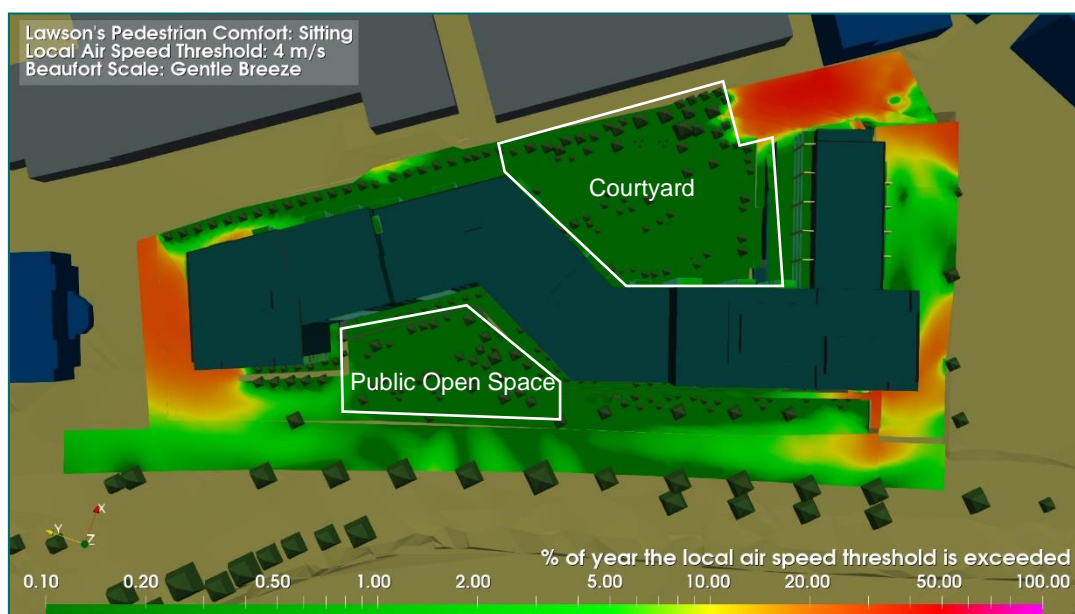 Lawson's Pedestrian Comfort: Sitting
Local Air Speed Threshold: 4 m/s
Beaufort Scale: Gentle Breeze
Courtyard
Public Open Space
X
Y
Z
% of year the local air speed threshold is exceeded
0.10 0.20 0.50 1.00 2.00 5.00 10.00 20.00 50.00 100.00